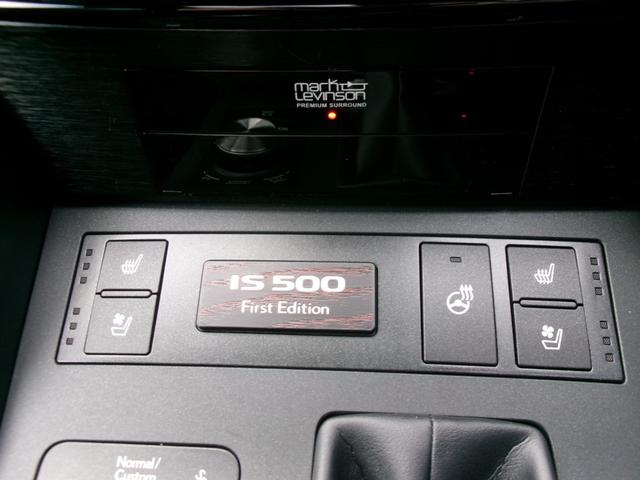 mark
Levinson
PREMIUM SURROUND
IS 500
First Edition
Normal/
Custom